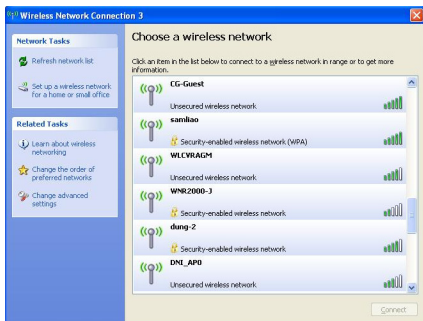 Wireless Network Connection 3
Network Tasks
Refresh network list
Set up a wireless network
for a home or small office
Related Tasks
Learn about wireless
networking
Change the order of
preferred networks
Change advanced
settings
Choose a wireless network
Click an item in the list below to connect to a wireless network in range or to get more
information.
CG-Guest
Unsecured wireless network
samliao
Security-enabled wireless network (WPA)
WLCVRAGM
Unsecured wireless network
WNR2000-J
Security-enabled wireless network
dung-2
Security-enabled wireless network
DNI_AP0
Unsecured wireless network
Connect